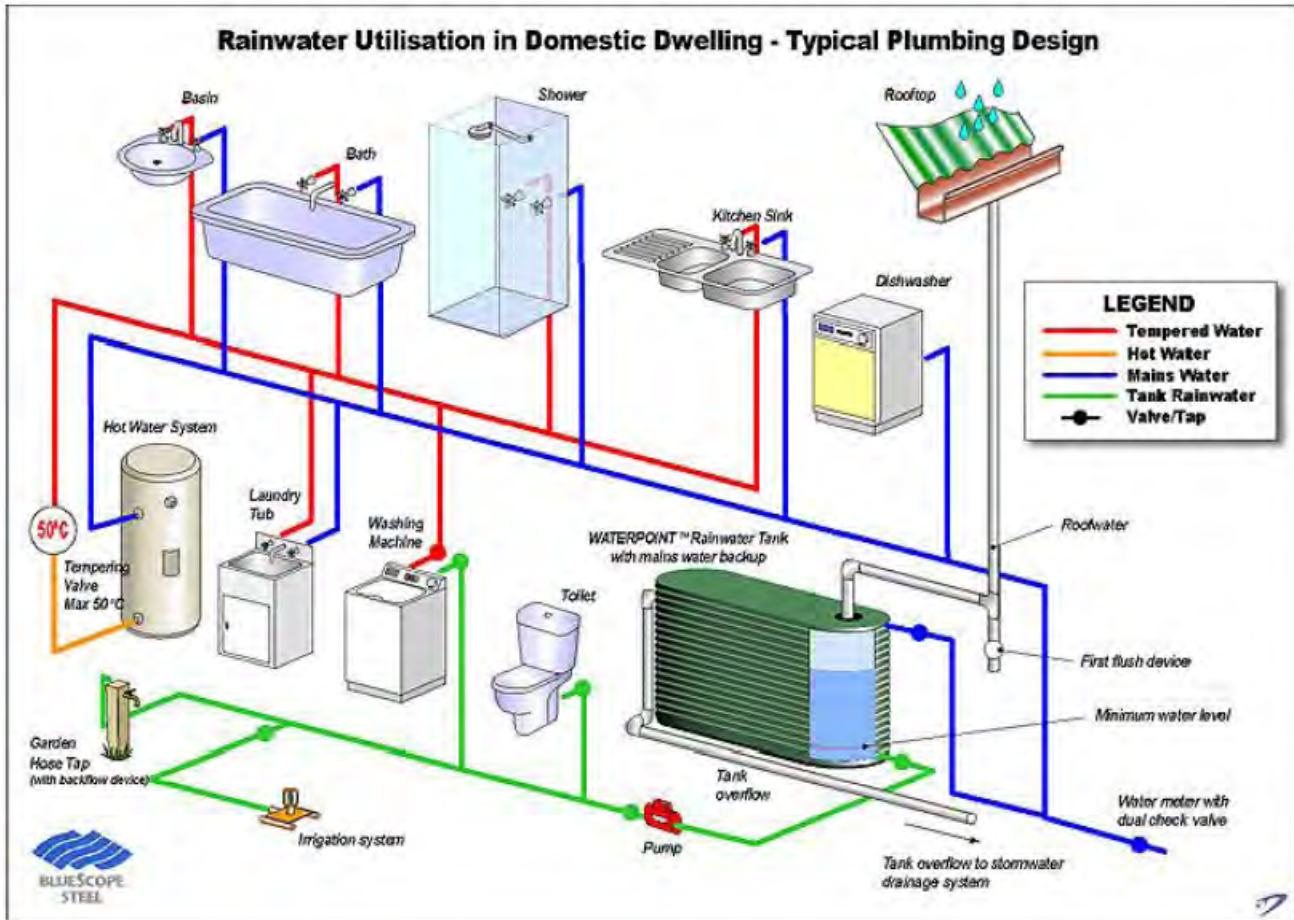 Rainwater Utilisation in Domestic Dwelling - Typical Plumbing Design
Basin
Bath
Shower
Rooftop
Kitchen Sink
Dishwasher
LEGEND
Tempered Water
Hot Water
Mains Water
Tank Rainwater
Valve/Tap
Hot Water System
50°C
Tempering
Valve
Max 50°C
Laundry
Tub
Washing
Machine
WATERPOINT™ Rainwater Tank
with mains water backup
Roofwater
Toilet
First flush device
Minimum water level
Garden
Hose Tap
(with backflow device)
Tank
overflow
Irrigation system
Pump
Water meter with
dual check valve
Tank overflow to stormwater
drainage system
BLUESCOPE
STEEL